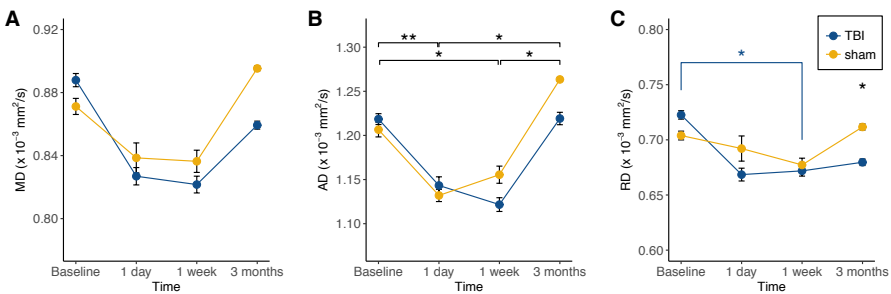 A
MD (x 10⁻³ mm²/s)
0.92
0.88
0.84
0.80
Baseline 1 day 1 week 3 months
Time
B
AD (x 10⁻³ mm²/s)
1.30
1.25
1.20
1.15
1.10
** *
* *
Baseline 1 day 1 week 3 months
Time
C
RD (x 10⁻³ mm²/s)
0.80
0.75
0.70
0.65
0.60
*
*
TBI
sham
Baseline 1 day 1 week 3 months
Time